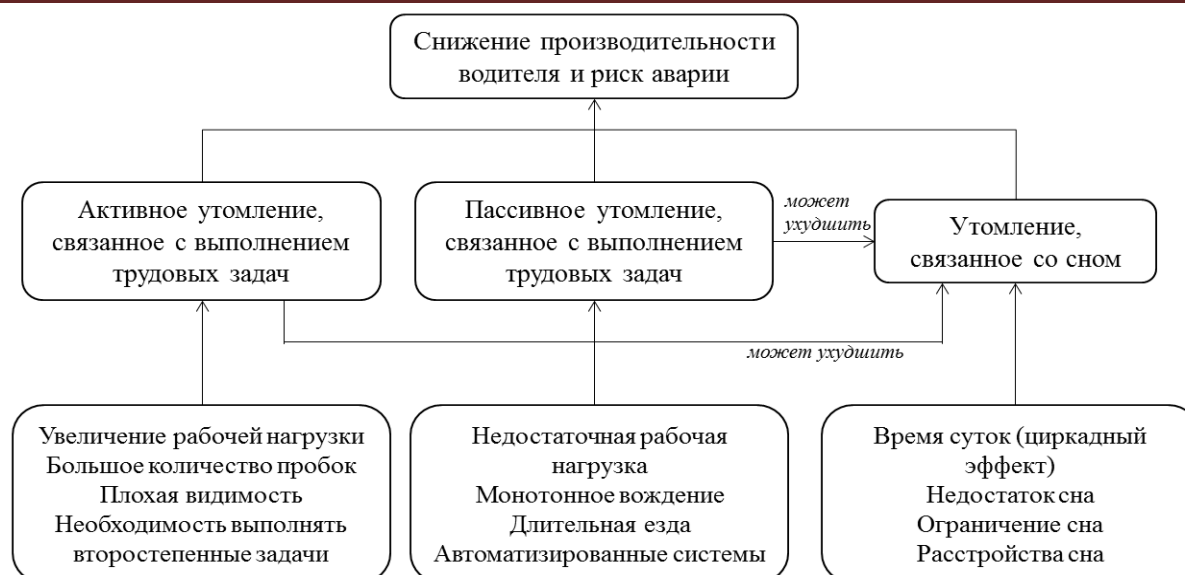 Снижение производительности
водителя и риск аварии
Активное утомление,
связанное с выполнением
трудовых задач
Пассивное утомление,
связанное с выполнением
трудовых задач
может
ухудшить
Утомление,
связанное со сном
может ухудшить
Увеличение рабочей нагрузки
Большое количество пробок
Плохая видимость
Необходимость выполнять
второстепенные задачи
Недостаточная рабочая
нагрузка
Монотонное вождение
Длительная езда
Автоматизированные системы
Время суток (циркадный
эффект)
Недостаток сна
Ограничение сна
Расстройства сна